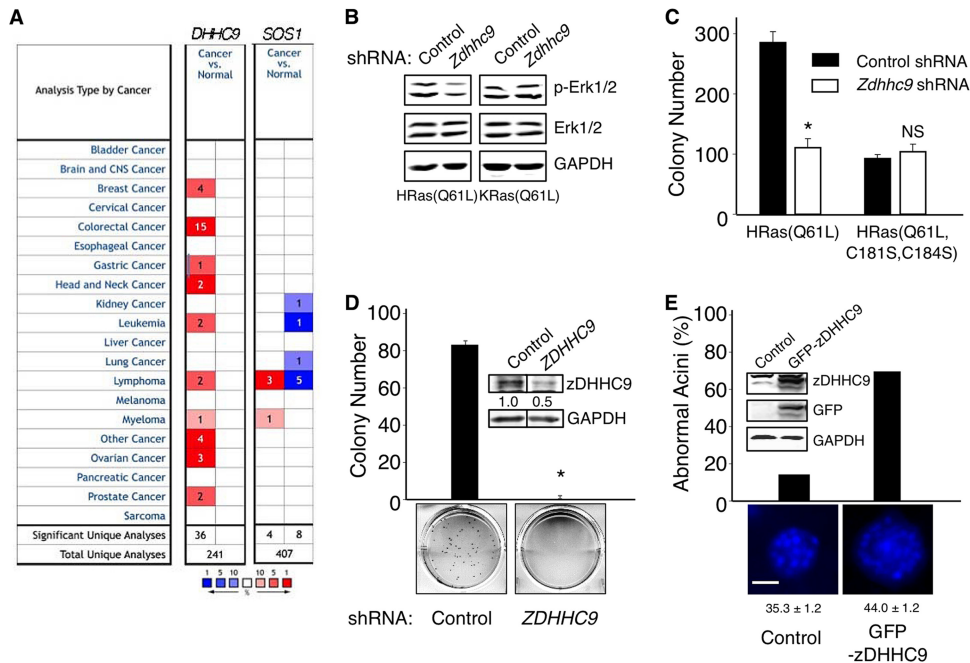 A
DHHC9 SOS1
Analysis Type by Cancer
Cancer vs. Normal
Cancer vs. Normal
Bladder Cancer
Brain and CNS Cancer
Breast Cancer 4
Cervical Cancer
Colorectal Cancer 15
Esophageal Cancer
Gastric Cancer 1
Head and Neck Cancer 2
Kidney Cancer 1
Leukemia 2 1
Liver Cancer
Lung Cancer 1
Lymphoma 2 3 5
Melanoma
Myeloma 1 1
Other Cancer 4
Ovarian Cancer 3
Pancreatic Cancer
Prostate Cancer 2
Sarcoma
Significant Unique Analyses 36 4 8
Total Unique Analyses 241 407
1 5 10 10 5 1
%
B
shRNA: Control Zdhhc9 Control Zdhhc9
p-Erk1/2
Erk1/2
GAPDH
HRas(Q61L) KRas(Q61L)
C
Colony Number
300
200
100
0
Control shRNA
Zdhhc9 shRNA
*
NS
HRas(Q61L)
HRas(Q61L,
C181S,C184S)
D
Colony Number
100
80
60
40
20
0
Control ZDHHC9
zDHHC9
1.0 0.5
GAPDH
*
shRNA: Control ZDHHC9
E
Abnormal Acini (%)
100
80
60
40
20
0
Control GFP-zDHHC9
zDHHC9
GFP
GAPDH
35.3 ± 1.2 44.0 ± 1.2
Control GFP
-zDHHC9